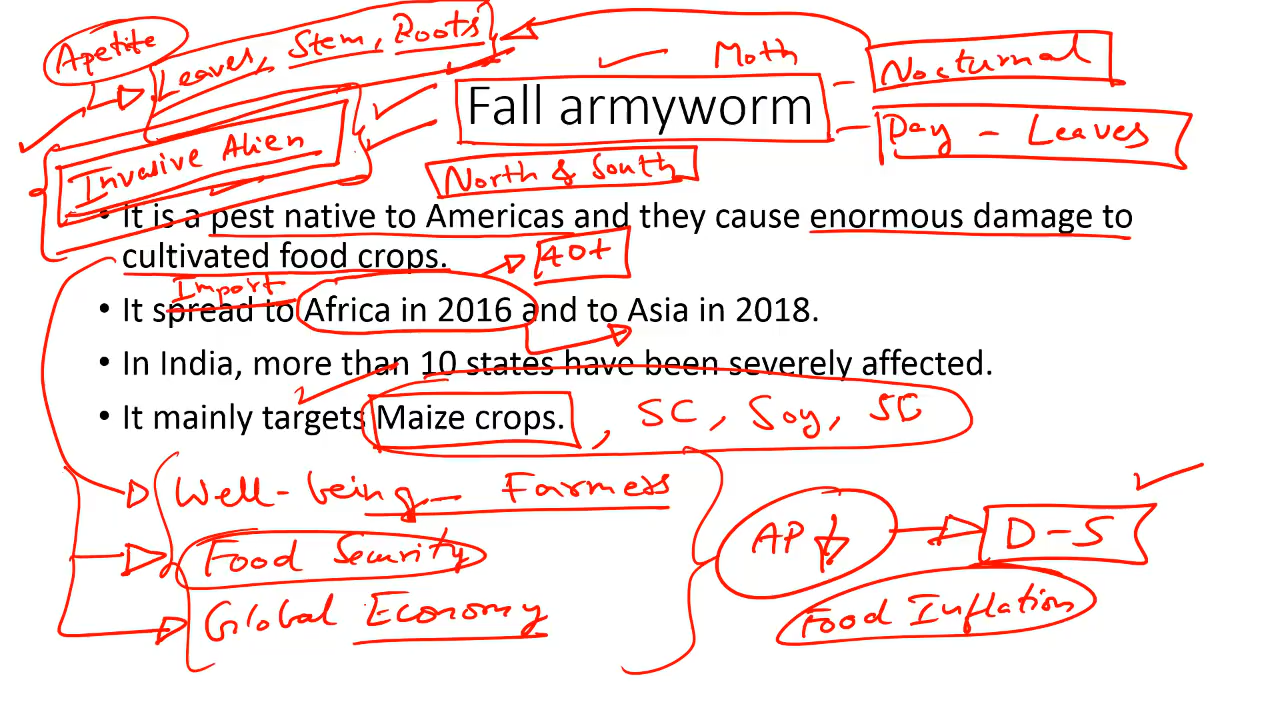 Apetite
Leaves, Stem, Roots
Moth
Nocturnal
Fall armyworm
Day - Leaves
Invasive Alien
North & South
• It is a pest native to Americas and they cause enormous damage to
cultivated food crops.
40+
Import
• It spread to Africa in 2016 and to Asia in 2018.
• In India, more than 10 states have been severely affected.
• It mainly targets Maize crops. , SC, Soy,
Well-being - Farmers
Food Security
Global Economy
AP
D-S
Food Inflation